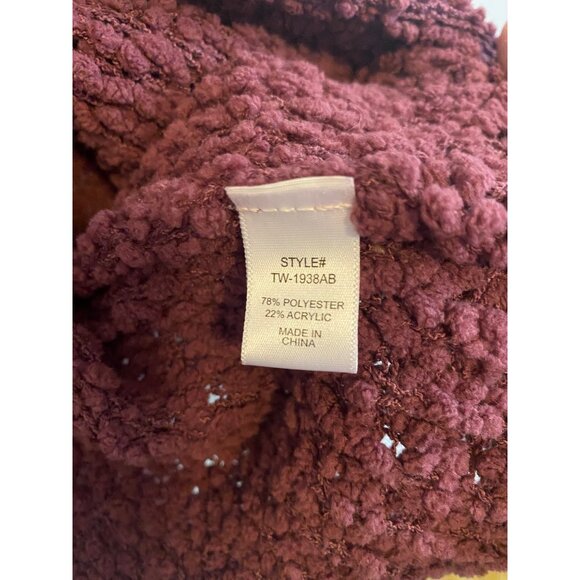 STYLE#
TW-1938AB
78% POLYESTER
22% ACRYLIC
MADE IN
CHINA